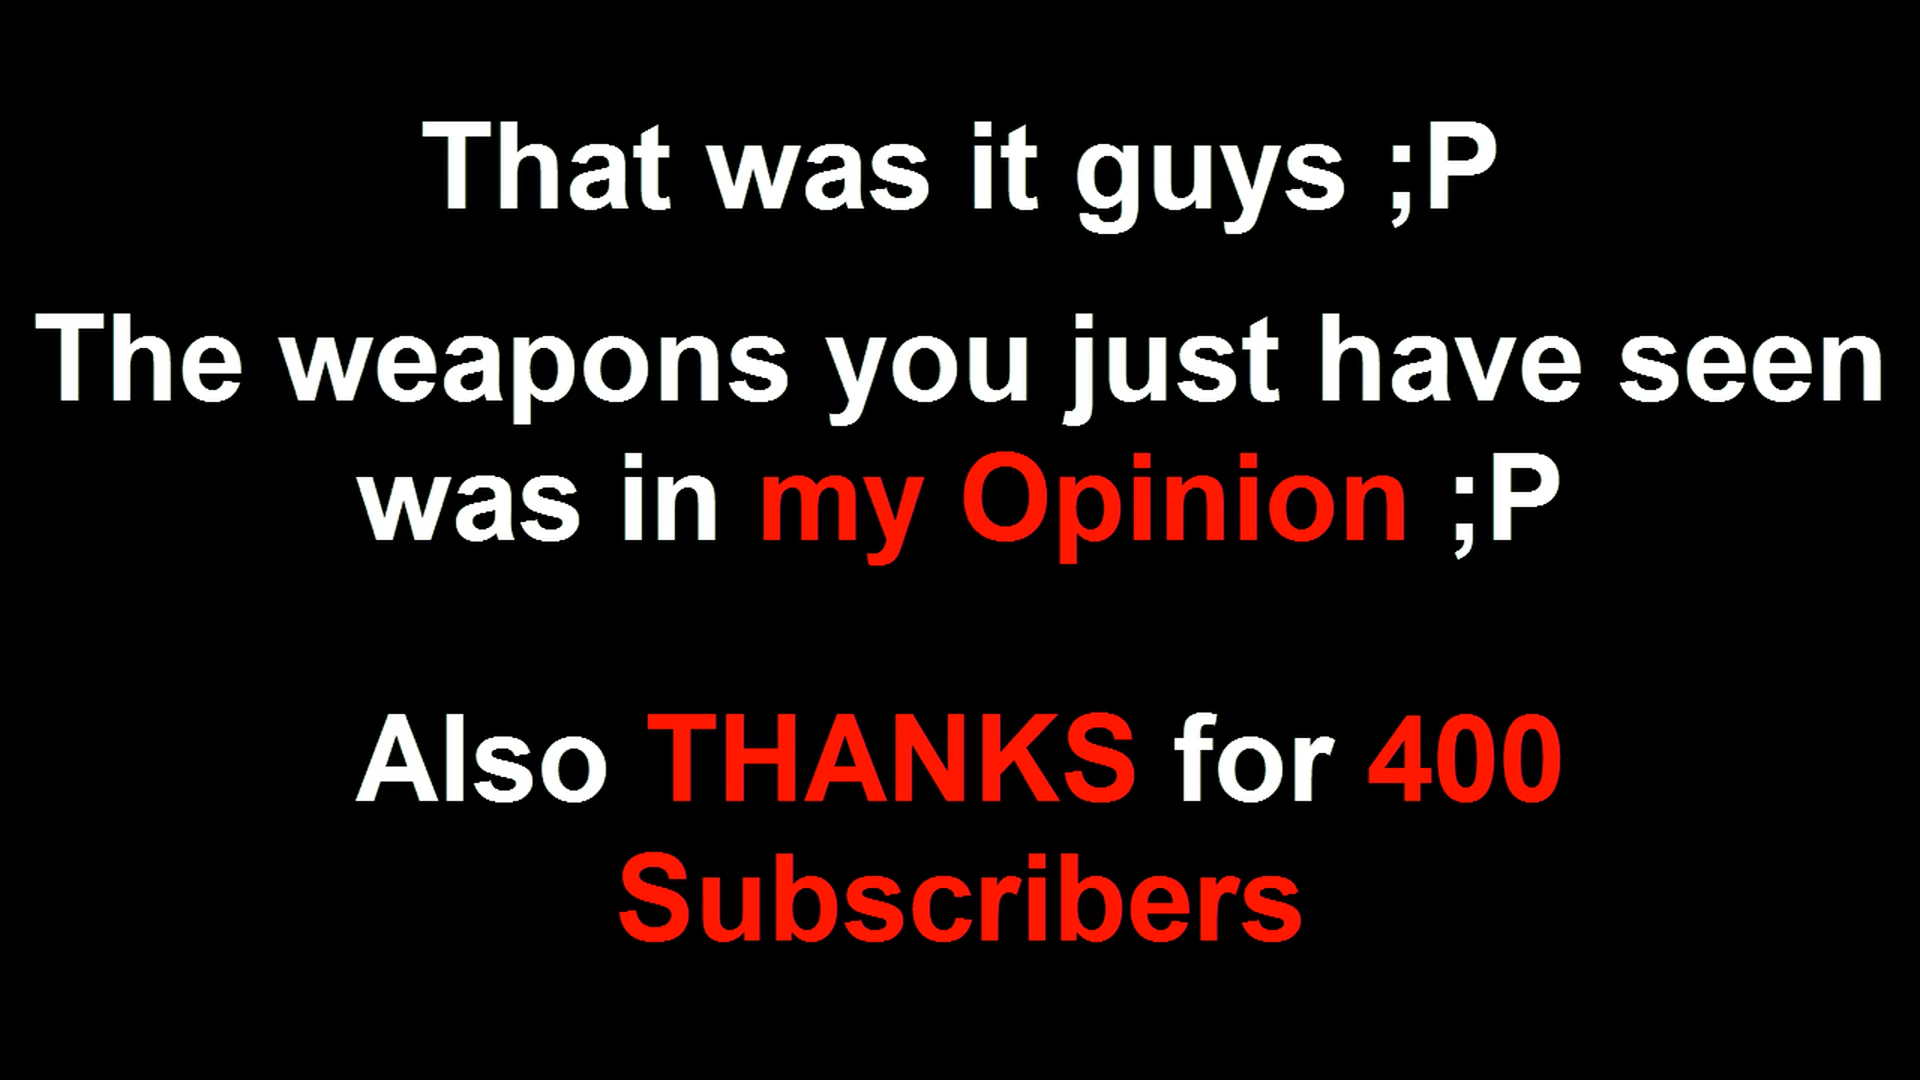 That was it guys ;P
The weapons you just have seen
was in my Opinion ;P
Also THANKS for 400
Subscribers